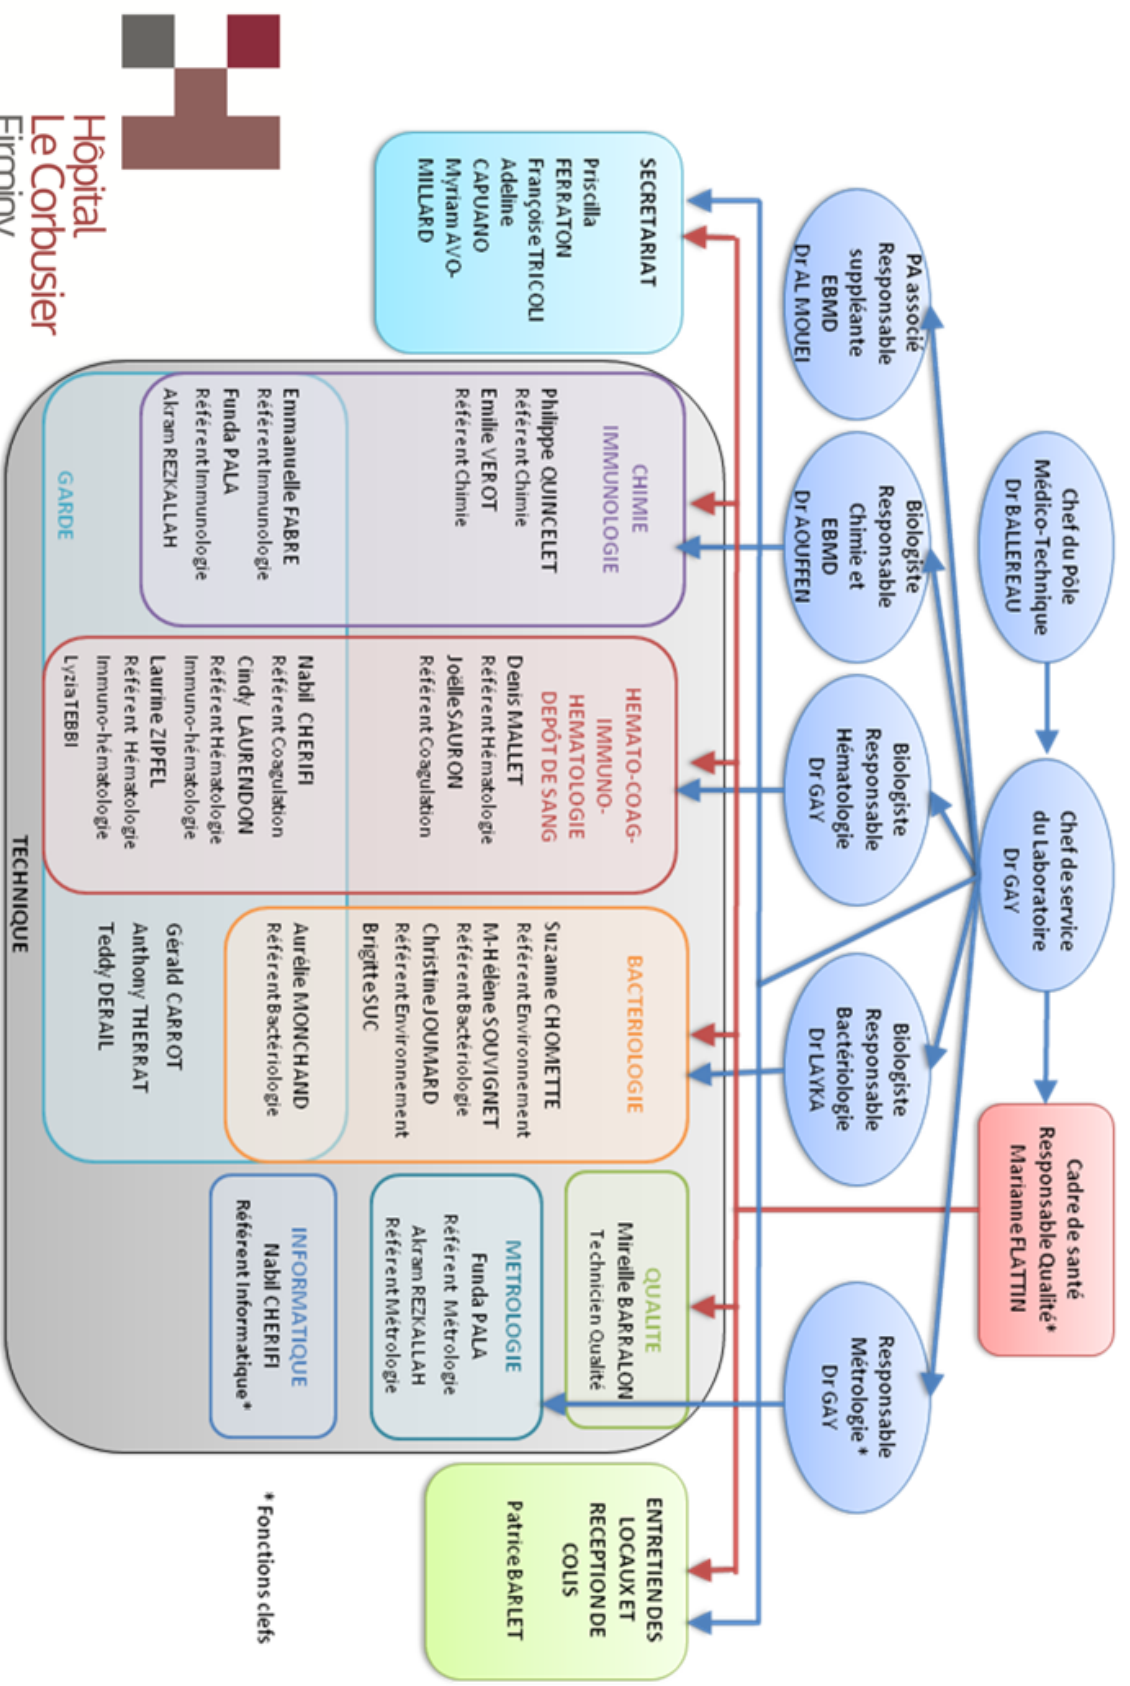 Chef du Pôle
Médico-Technique
Dr BALLEREAU
Chef de service
du Laboratoire
Dr GAY
Cadre de santé
Responsable Qualité*
Marianne FLATTIN
PA associé
Responsable
suppléante
EBMD
Dr AL MOUEI
Biologiste
Responsable
Chimie et
EBMD
Dr AOUFFEN
Biologiste
Responsable
Hématologie
Dr GAY
Biologiste
Responsable
Bactériologie
Dr LAYKA
Responsable
Métrologie *
Dr GAY
SECRETARIAT
Priscilla
FERRATON
Françoise TRICOLI
Adeline
CAPUANO
Myriam AVO-
MILLARD
CHIMIE
IMMUNOLOGIE
Philippe QUINCELET
Référent Chimie
Emilie VEROT
Référent Chimie
Emmanuelle FABRE
Référent Immunologie
Funda PALA
Référent Immunologie
Akram REZKALLAH
GARDE
HEMATO-COAG-
IMMUNO-
HEMATOLOGIE
DEPÔT DE SANG
Denis MALLET
Référent Hématologie
Joëlle SAURON
Référent Coagulation
Nabil CHERIFI
Référent Coagulation
Cindy LAURENDON
Référent Hématologie
Immuno-hématologie
Laurine ZIPFEL
Référent Hématologie
Immuno-hématologie
Lyzia TEBBI
BACTERIOLOGIE
Suzanne CHOMETTE
Référent Environnement
M-Hélène SOUVIGNET
Référent Bactériologie
Christine JOUMARD
Référent Environnement
Brigitte SUC
Aurélie MONCHAND
Référent Bactériologie
Gérald CARROT
Anthony THERRAT
Teddy DERAIL
QUALITE
Mireille BARRALON
Technicien Qualité
METROLOGIE
Funda PALA
Référent Métrologie
Akram REZKALLAH
Référent Métrologie
INFORMATIQUE
Nabil CHERIFI
Référent Informatique*
TECHNIQUE
ENTRETIEN DES
LOCAUX ET
RECEPTION DE
COLIS
Patrice BARLET
* Fonctions clefs
Hôpital
Le Corbusier
Firminy